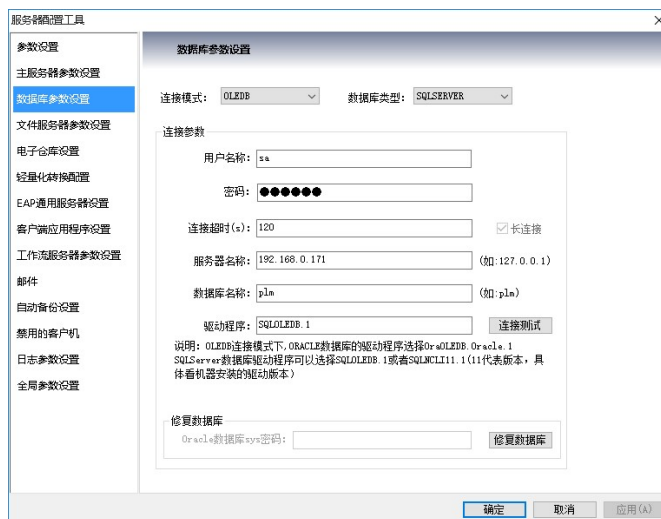 服务器配置工具
参数设置
主服务器参数设置
数据库参数设置
文件服务器参数设置
电子仓库设置
轻量化转换配置
EAP通用服务器设置
客户端应用程序设置
工作流服务器参数设置
邮件
自动备份设置
禁用的客户机
日志参数设置
全局参数设置
数据库参数设置
连接模式: OLEDB 数据库类型: SQLSERVER
连接参数
用户名称: sa
密码: ●●●●●●
连接超时(s): 120 长连接
服务器名称: 192.168.0.171 (如:127.0.0.1)
数据库名称: plm (如:plm)
驱动程序: SQLOLEDB.1 连接测试
说明: OLEDB连接模式下,ORACLE数据库的驱动程序选择OraOLEDB.Oracle.1
SQLServer数据库驱动程序可以选择SQLOLEDB.1或者SQLNCLI11.1(11代表版本，具
体看机器安装的驱动版本)
修复数据库
Oracle数据库sys密码: 修复数据库
确定 取消 应用(A)